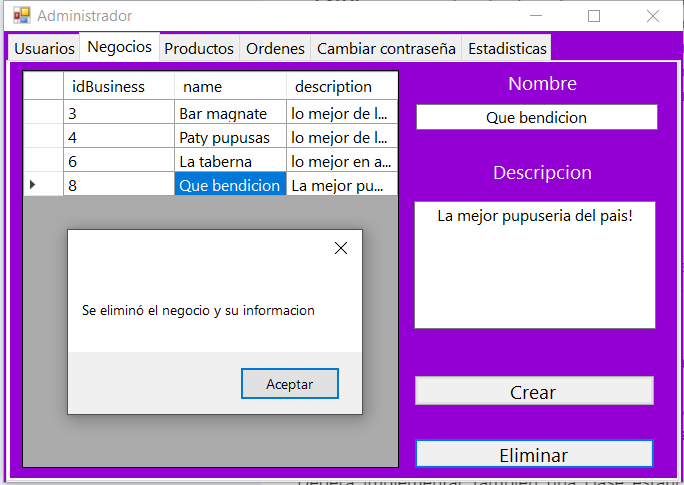 Administrador
Usuarios Negocios Productos Ordenes Cambiar contraseña Estadisticas
idBusiness name description
3 Bar magnate lo mejor de l...
4 Paty pupusas lo mejor de l...
6 La taberna lo mejor en a...
8 Que bendicion La mejor pu...
Nombre
Que bendicion
Descripcion
La mejor pupuseria del pais!
Se eliminó el negocio y su informacion
Aceptar
Crear
Eliminar